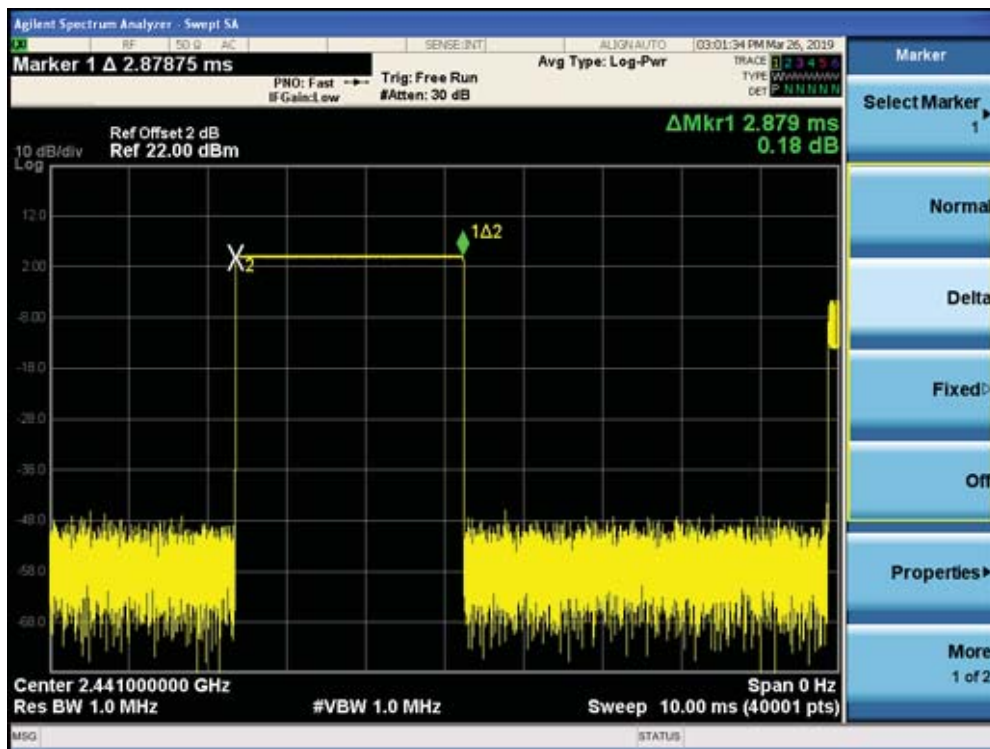 Agilent Spectrum Analyzer - Swept SA
RF 50 Ω AC SENSE:INT ALIGN AUTO 03:01:34 PM Mar 26, 2019
Marker 1 Δ 2.87875 ms
PNO: Fast
IFGain:Low
Trig: Free Run
#Atten: 30 dB
Avg Type: Log-Pwr
TRACE 1 2 3 4 5 6
TYPE W
DET P N N N N N
Marker
Select Marker
1
Normal
Delta
Fixed
Off
Properties
More
1 of 2
ΔMkr1 2.879 ms
0.18 dB
Ref Offset 2 dB
10 dB/div Ref 22.00 dBm
Log
12.0
2.00
-8.00
-18.0
-28.0
-38.0
-48.0
-58.0
-68.0
1Δ2
X2
Center 2.441000000 GHz Span 0 Hz
Res BW 1.0 MHz #VBW 1.0 MHz Sweep 10.00 ms (40001 pts)
MSG STATUS